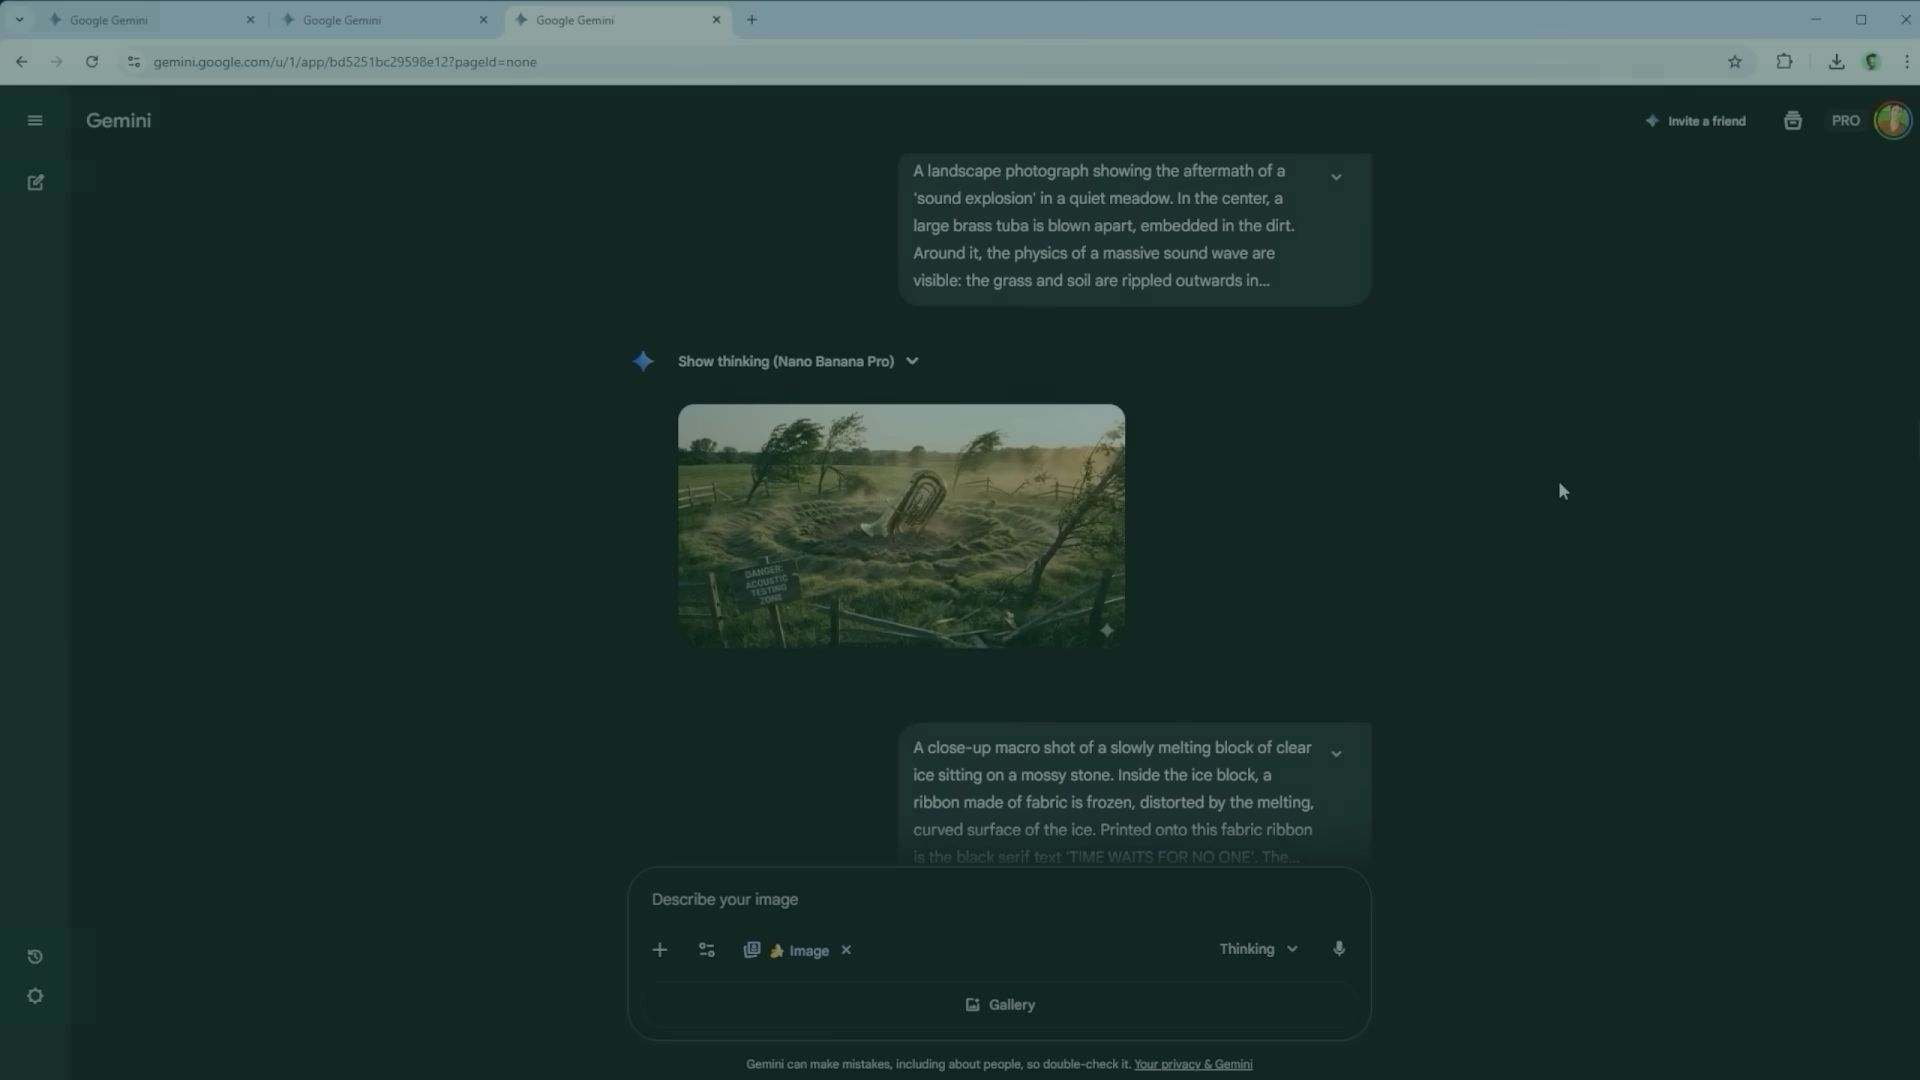 Google Gemini
Google Gemini
Google Gemini
gemini.google.com/u/1/app/bd5251bc29598e12?pageId=none
Gemini
Invite a friend
PRO
A landscape photograph showing the aftermath of a
'sound explosion' in a quiet meadow. In the center, a
large brass tuba is blown apart, embedded in the dirt.
Around it, the physics of a massive sound wave are
visible: the grass and soil are rippled outwards in...
Show thinking (Nano Banana Pro)
DANGER:
ACOUSTIC
TESTING
ZONE
A close-up macro shot of a slowly melting block of clear
ice sitting on a mossy stone. Inside the ice block, a
ribbon made of fabric is frozen, distorted by the melting,
curved surface of the ice. Printed onto this fabric ribbon
is the black serif text 'TIME WAITS FOR NO ONE'. The...
Describe your image
Image
Thinking
Gallery
Gemini can make mistakes, including about people, so double-check it. Your privacy & Gemini